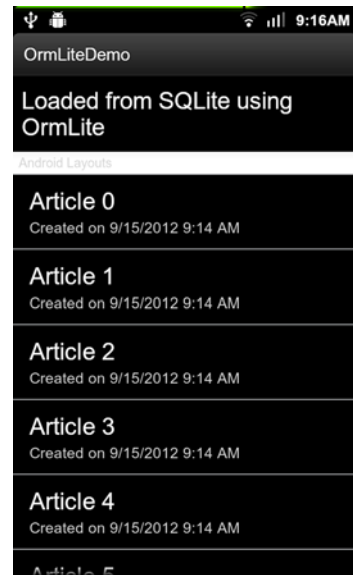 9:16AM
OrmLiteDemo
Loaded from SQLite using
OrmLite
Android Layouts
Article 0
Created on 9/15/2012 9:14 AM
Article 1
Created on 9/15/2012 9:14 AM
Article 2
Created on 9/15/2012 9:14 AM
Article 3
Created on 9/15/2012 9:14 AM
Article 4
Created on 9/15/2012 9:14 AM
Article 5